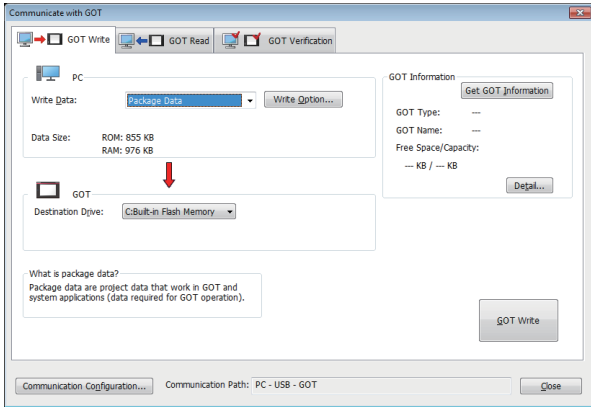 Communicate with GOT
GOT Write
GOT Read
GOT Verification
PC
Write Data:
Package Data
Write Option...
Data Size:
ROM: 855 KB
RAM: 976 KB
GOT
Destination Drive:
C:Built-in Flash Memory
What is package data?
Package data are project data that work in GOT and
system applications (data required for GOT operation).
GOT Information
Get GOT Information
GOT Type:
---
GOT Name:
---
Free Space/Capacity:
--- KB / --- KB
Detail...
GOT Write
Communication Configuration...
Communication Path:
PC - USB - GOT
Close